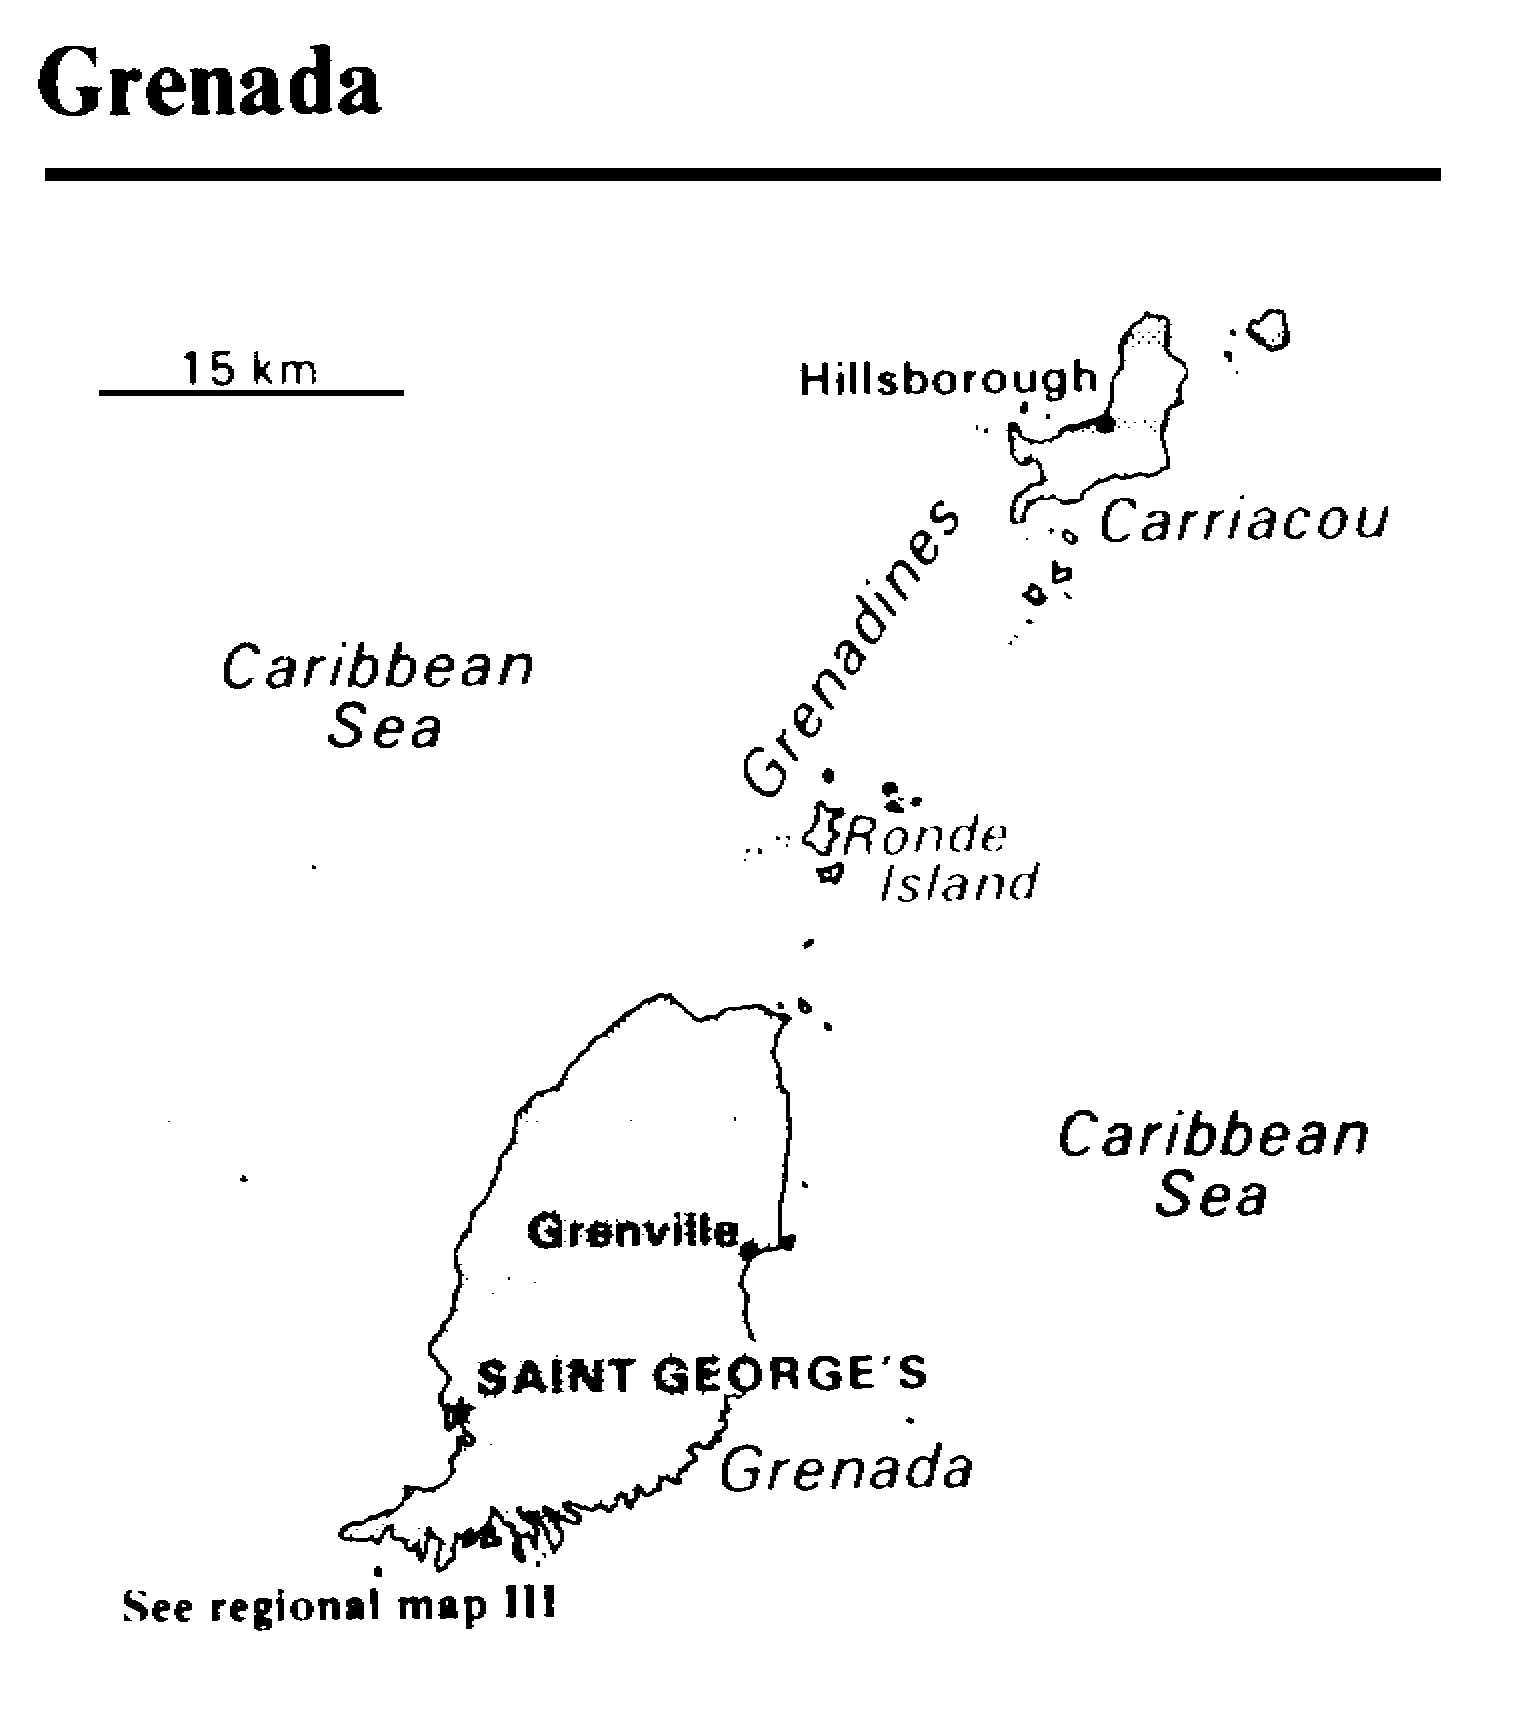 Grenada
15 km
Hillsborough
Carriacou
Grenadines
Caribbean
Sea
Ronde
Island
Caribbean
Sea
Grenville
SAINT GEORGE'S
Grenada
See regional map III